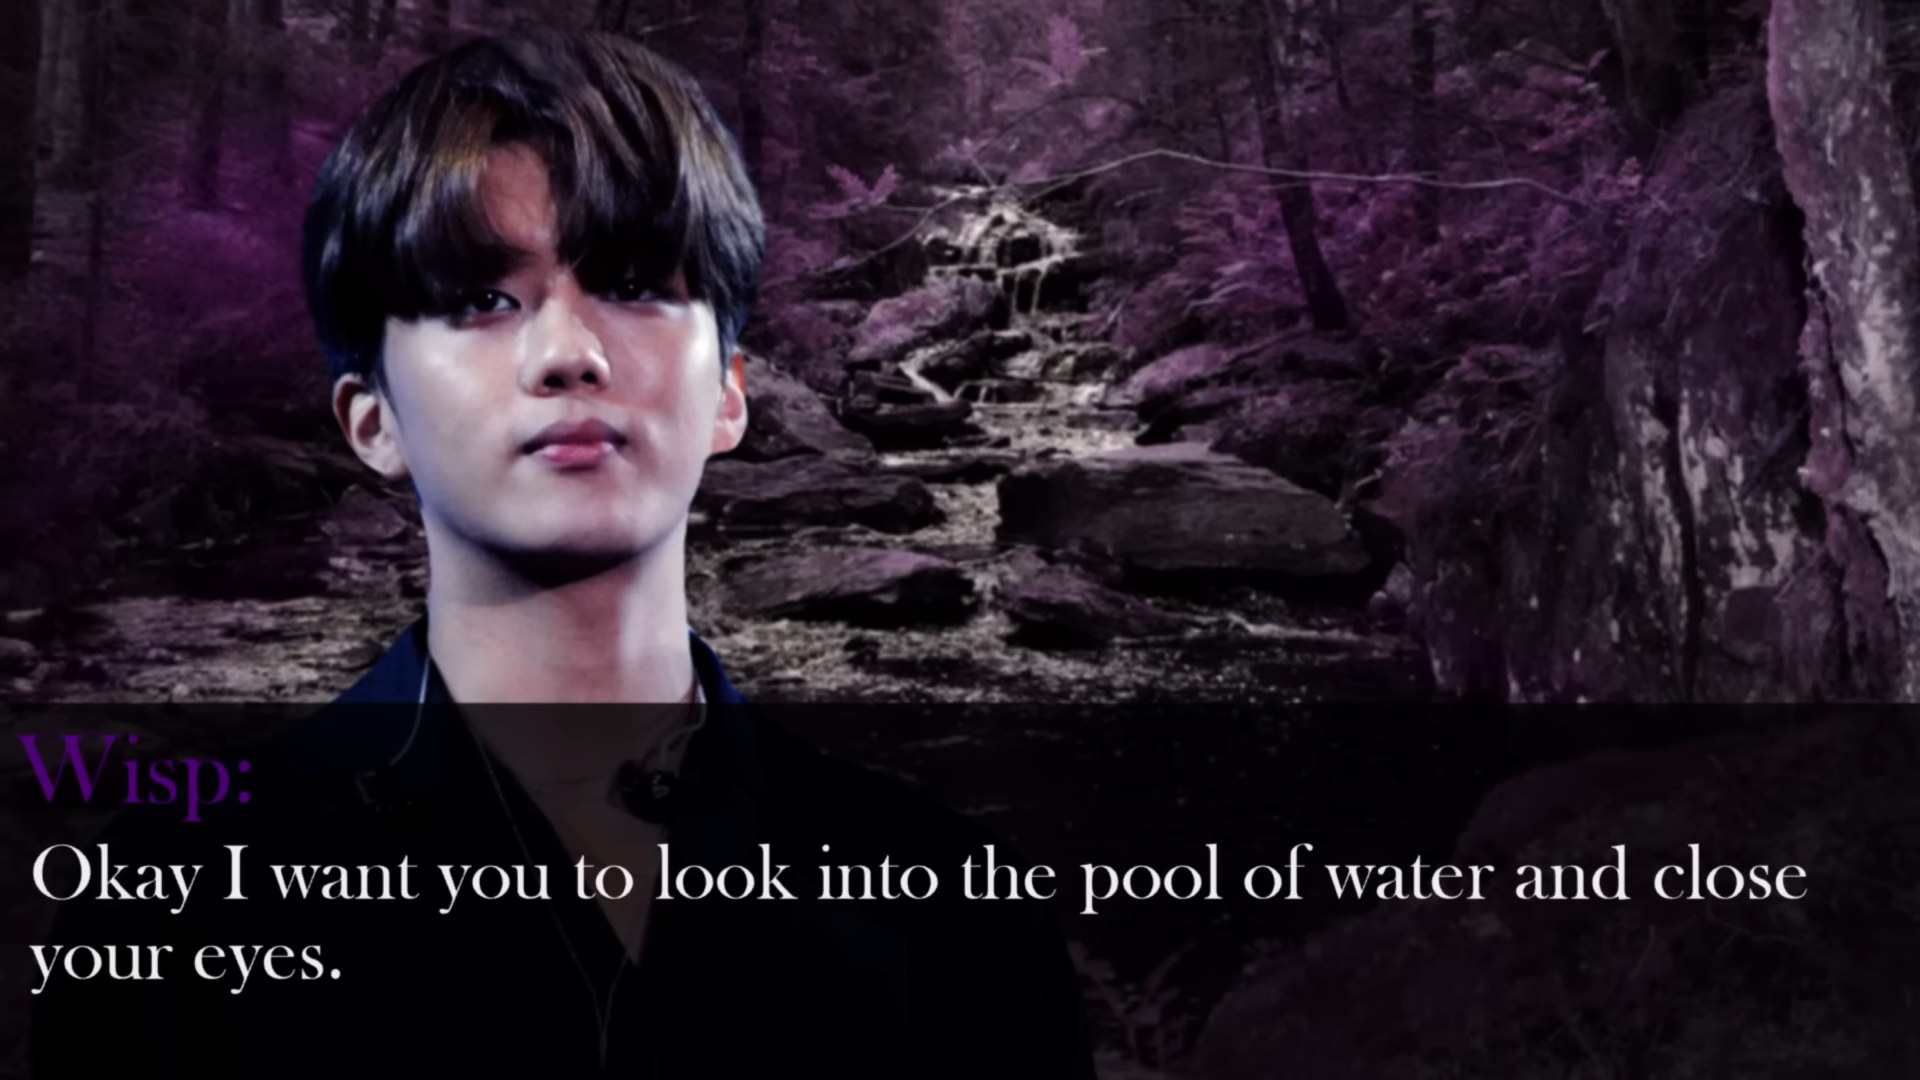 Wisp:
Okay I want you to look into the pool of water and close
your eyes.